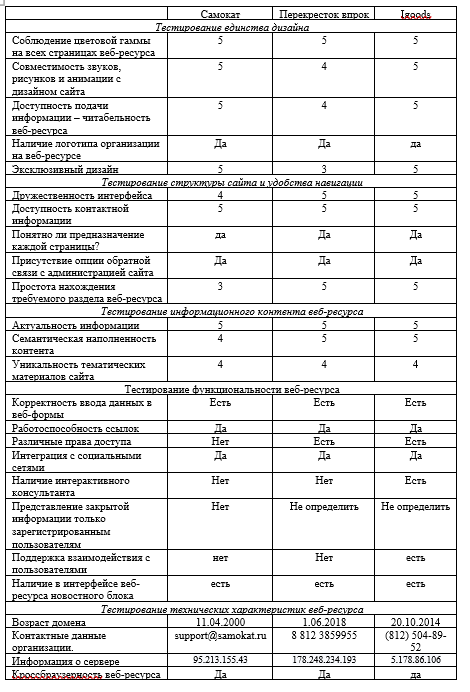 Самокат Перекресток впрок Igoods
Тестирование единства дизайна
Соблюдение цветовой гаммы 5 5 5
на всех страницах веб-ресурса
Совместимость звуков, 5 4 5
рисунков и анимации с
дизайном сайта
Доступность подачи 5 4 5
информации – читабельность
веб-ресурса
Наличие логотипа организации Да Да да
на веб-ресурсе
Эксклюзивный дизайн 5 3 5
Тестирование структуры сайта и удобства навигации
Дружественность интерфейса 4 5 5
Доступность контактной 5 5 5
информации
Понятно ли предназначение да Да Да
каждой страницы?
Присутствие опции обратной Да Да Да
связи с администрацией сайта
Простота нахождения 3 5 5
требуемого раздела веб-ресурса
Тестирование информационного контента веб-ресурса
Актуальность информации 5 5 5
Семантическая наполненность 4 5 5
контента
Уникальность тематических 4 4 4
материалов сайта
Тестирование функциональности веб-ресурса
Корректность ввода данных в Есть Есть Есть
веб-формы
Работоспособность ссылок Да Да Да
Различные права доступа Нет Есть Есть
Интеграция с социальными Да Да Да
сетями
Наличие интерактивного Нет Нет Есть
консультанта
Представление закрытой Нет Не определить Не определить
информации только
зарегистрированным
пользователям
Поддержка взаимодействия с нет Нет есть
пользователями
Наличие в интерфейсе веб- есть есть есть
ресурса новостного блока
Тестирование технических характеристик веб-ресурса
Возраст домена 11.04.2000 1.06.2018 20.10.2014
Контактные данные support@samokat.ru 8 812 3859955 (812) 504-89-
организации. 52
Информация о сервере 95.213.155.43 178.248.234.193 5.178.86.106
Кроссбраузерность веб-ресурса Да Да да